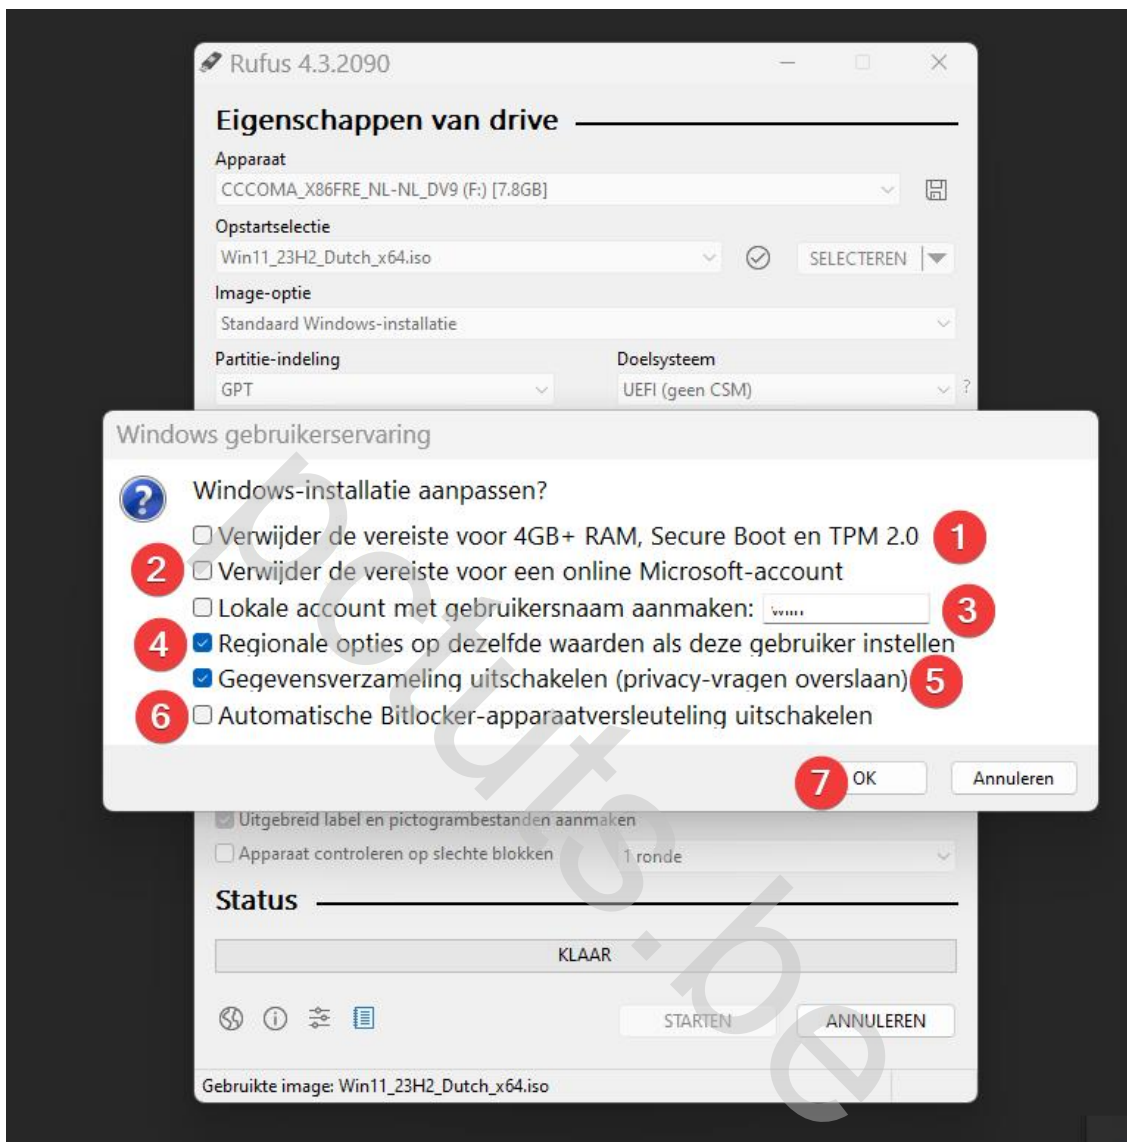 Rufus 4.3.2090
Eigenschappen van drive
Apparaat
CCCOMA_X86FRE_NL-NL_DV9 (F:) [7.8GB]
Opstartselectie
Win11_23H2_Dutch_x64.iso
SELECTEREN
Image-optie
Standaard Windows-installatie
Partitie-indeling Doelsysteem
GPT UEFI (geen CSM) ?
Windows gebruikerservaring
Windows-installatie aanpassen?
Verwijder de vereiste voor 4GB+ RAM, Secure Boot en TPM 2.0 1
2 Verwijder de vereiste voor een online Microsoft-account
Lokale account met gebruikersnaam aanmaken: 3
4 Regionale opties op dezelfde waarden als deze gebruiker instellen
Gegevensverzameling uitschakelen (privacy-vragen overslaan) 5
6 Automatische Bitlocker-apparaatversleuteling uitschakelen
7 OK Annuleren
Uitgebreid label en pictogrambestanden aanmaken
Apparaat controleren op slechte blokken 1 ronde
Status
KLAAR
STARTEN ANNULEREN
Gebruikte image: Win11_23H2_Dutch_x64.iso
pctuts.be